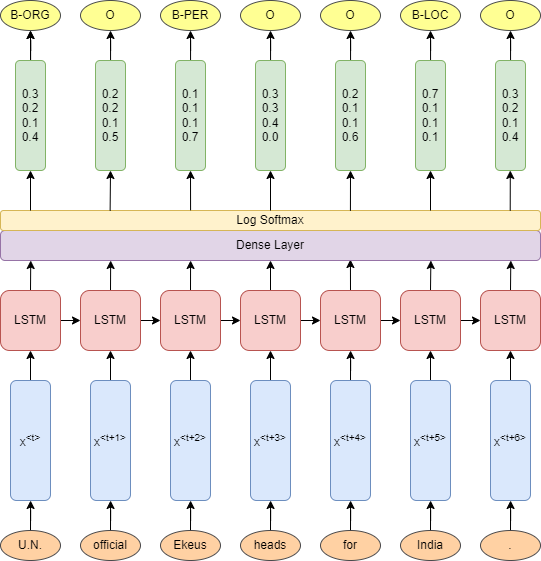 B-ORG O B-PER O O B-LOC O
0.3 0.2 0.1 0.3 0.2 0.7 0.3
0.2 0.2 0.1 0.3 0.1 0.1 0.2
0.1 0.1 0.1 0.4 0.1 0.1 0.1
0.4 0.5 0.7 0.0 0.6 0.1 0.4
Log Softmax
Dense Layer
LSTM LSTM LSTM LSTM LSTM LSTM LSTM
x<t> x<t+1> x<t+2> x<t+3> x<t+4> x<t+5> x<t+6>
U.N. official Ekeus heads for India .